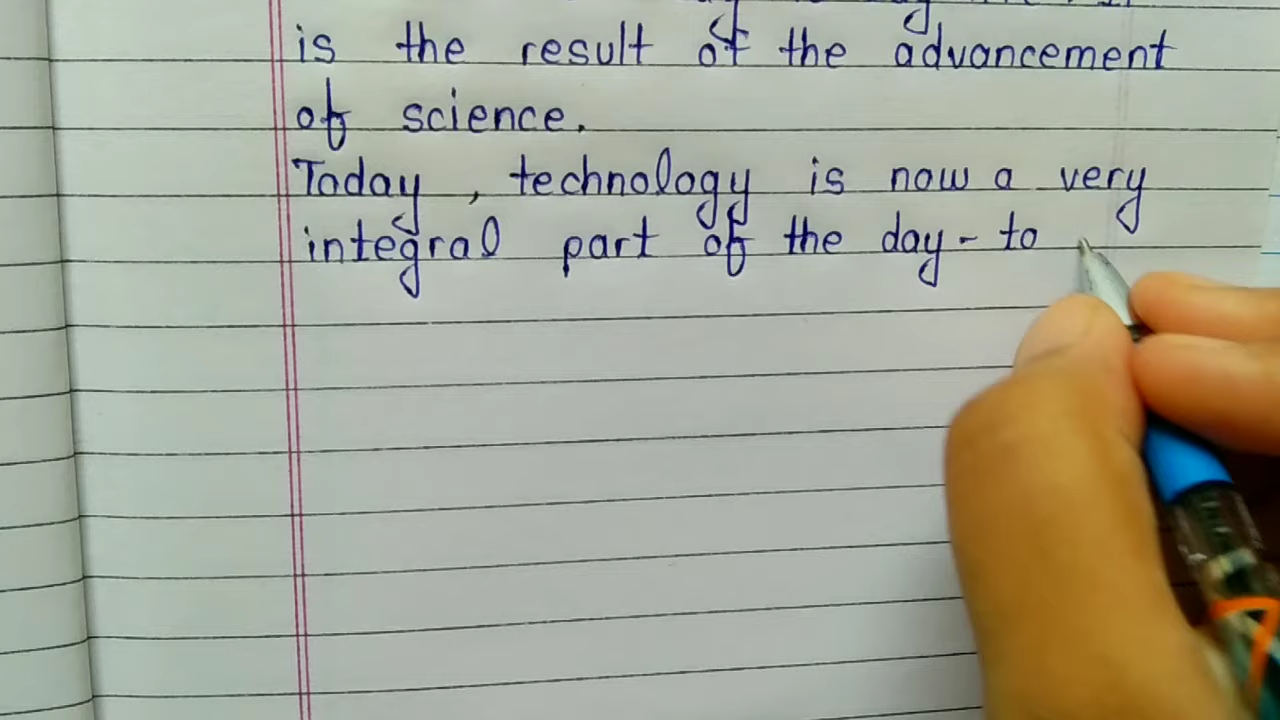 is the result of the advancement
of science.
Today , technology is now a very
integral part of the day - to